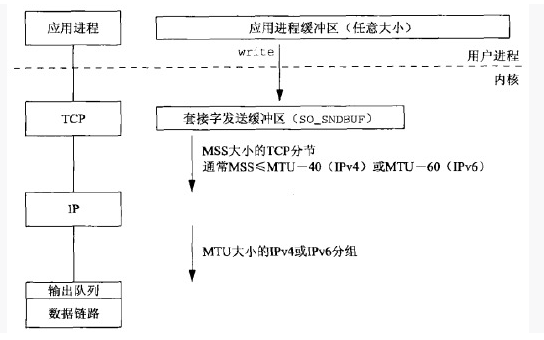 应用进程
应用进程缓冲区（任意大小）
write
用户进程
内核
TCP
套接字发送缓冲区（SO_SNDBUF）
MSS大小的TCP分节
通常MSS≤MTU－40（IPv4）或MTU－60（IPv6）
IP
MTU大小的IPv4或IPv6分组
输出队列
数据链路